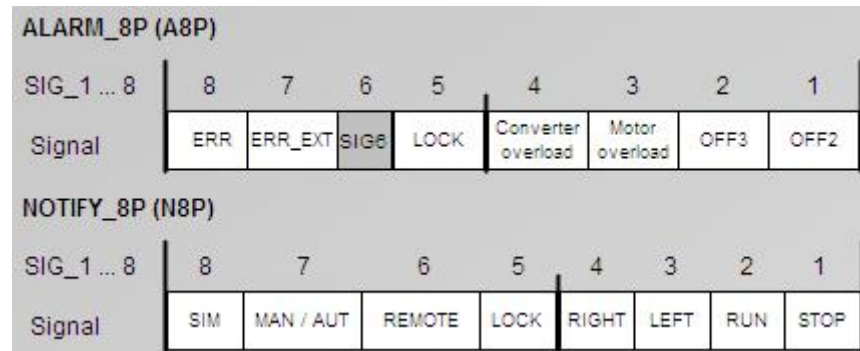 ALARM_8P (A8P)
SIG_1 ... 8 8 7 6 5 4 3 2 1
Signal ERR ERR_EXT SIG6 LOCK Converter overload Motor overload OFF3 OFF2
NOTIFY_8P (N8P)
SIG_1 ... 8 8 7 6 5 4 3 2 1
Signal SIM MAN / AUT REMOTE LOCK RIGHT LEFT RUN STOP